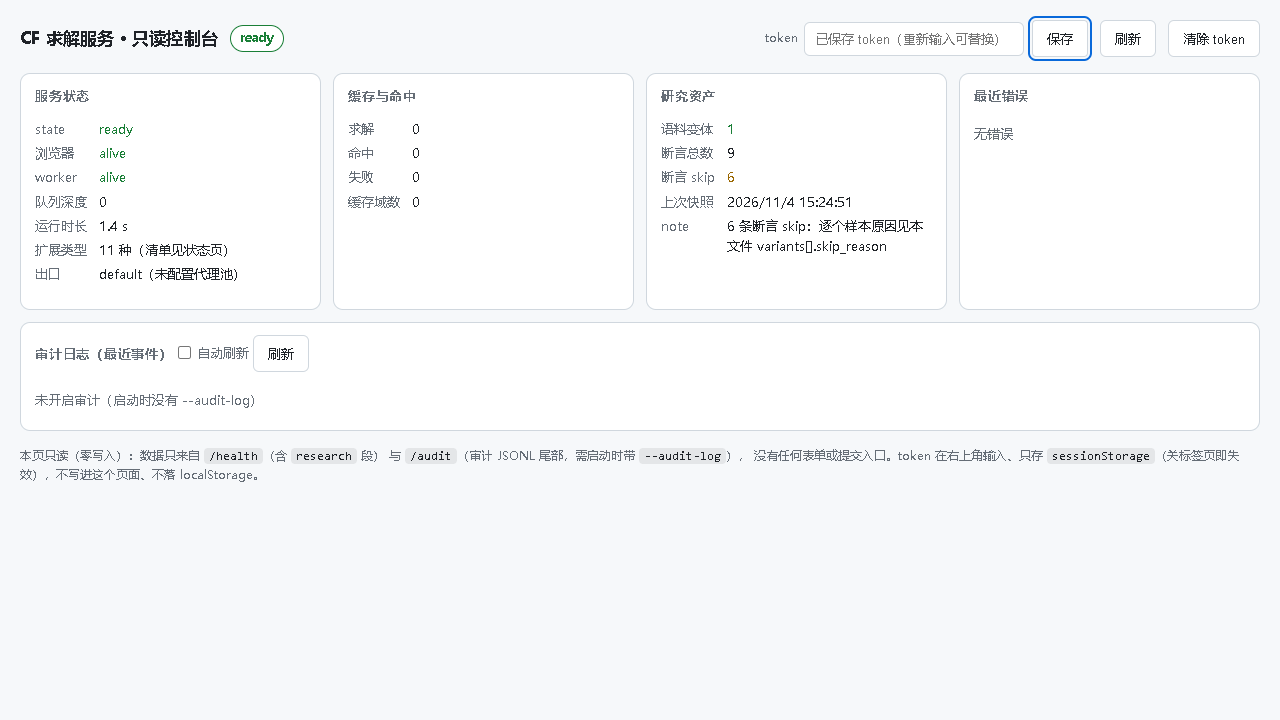 CF 求解服务・只读控制台 ready token 已保存 token（重新输入可替换） 保存 刷新 清除 token
服务状态
state ready
浏览器 alive
worker alive
队列深度 0
运行时长 1.4 s
扩展类型 11 种（清单见状态页）
出口 default（未配置代理池）
缓存与命中
求解 0
命中 0
失败 0
缓存域数 0
研究资产
语料变体 1
断言总数 9
断言 skip 6
上次快照 2026/11/4 15:24:51
note 6 条断言 skip：逐个样本原因见本
文件 variants[].skip_reason
最近错误
无错误
审计日志（最近事件） 自动刷新 刷新
未开启审计（启动时没有 --audit-log）
本页只读（零写入）：数据只来自 /health（含 research 段） 与 /audit（审计 JSONL 尾部，需启动时带 --audit-log）， 没有任何表单或提交入口。token 在右上角输入、只存 sessionStorage（关标签页即失
效），不写进这个页面、不落 localStorage。